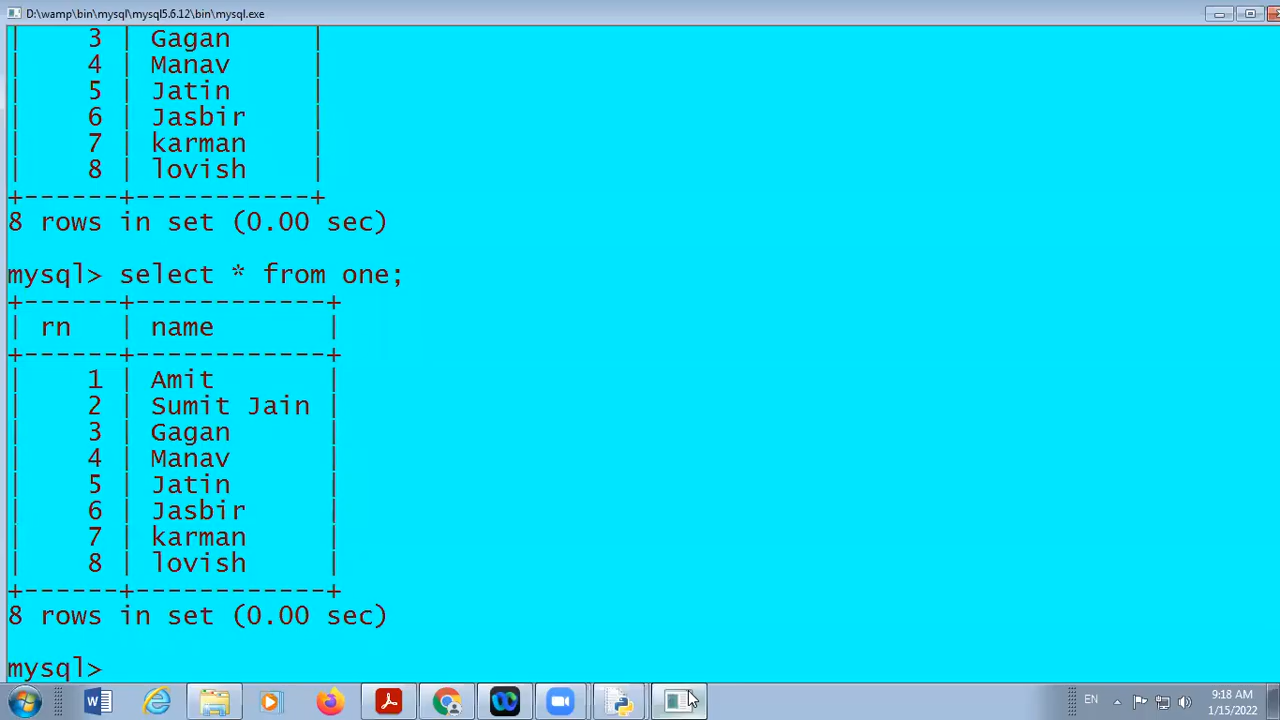 D:\wamp\bin\mysql\mysql5.6.12\bin\mysql.exe
|    3 | Gagan     |
|    4 | Manav     |
|    5 | Jatin     |
|    6 | Jasbir    |
|    7 | karman    |
|    8 | lovish    |
+------+-----------+
8 rows in set (0.00 sec)
mysql> select * from one;
+------+------------+
| rn   | name       |
+------+------------+
|    1 | Amit       |
|    2 | Sumit Jain |
|    3 | Gagan      |
|    4 | Manav      |
|    5 | Jatin      |
|    6 | Jasbir     |
|    7 | karman     |
|    8 | lovish     |
+------+------------+
8 rows in set (0.00 sec)
mysql>
EN
9:18 AM
1/15/2022